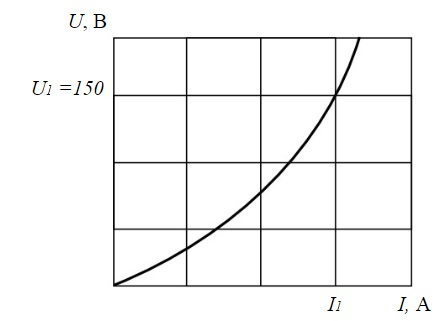 U, В
U1 =150
I1
I, А